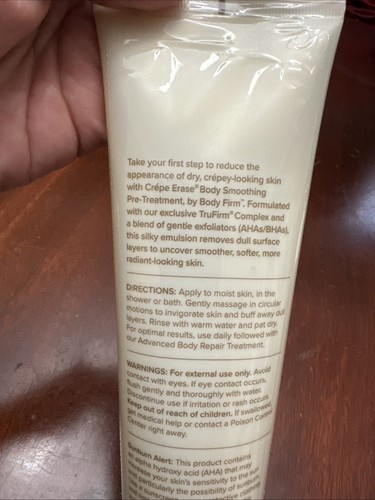 Take your first step to reduce the
appearance of dry, crépey-looking skin
with Crépe Erase® Body Smoothing
Pre-Treatment, by Body Firm™. Formulated
with our exclusive TruFirm® Complex and
a blend of gentle exfoliators (AHAs/BHAs),
this silky emulsion removes dull surface
layers to uncover smoother, softer, more
radiant-looking skin.
DIRECTIONS: Apply to moist skin, in the
shower or bath. Gently massage in circular
motions to invigorate skin and buff away dull
layers. Rinse with warm water and pat dry.
For optimal results, use daily followed with
our Advanced Body Repair Treatment.
WARNINGS: For external use only. Avoid
contact with eyes. If eye contact occurs,
flush gently and thoroughly with water.
Discontinue use if irritation or rash occurs.
Keep out of reach of children. If swallowed,
get medical help or contact a Poison Control
Center right away.
Sunburn Alert: This product contains
an alpha hydroxy acid (AHA) that may
increase your skin's sensitivity to the sun
and particularly the possibility of sunburn.
sunscreen,